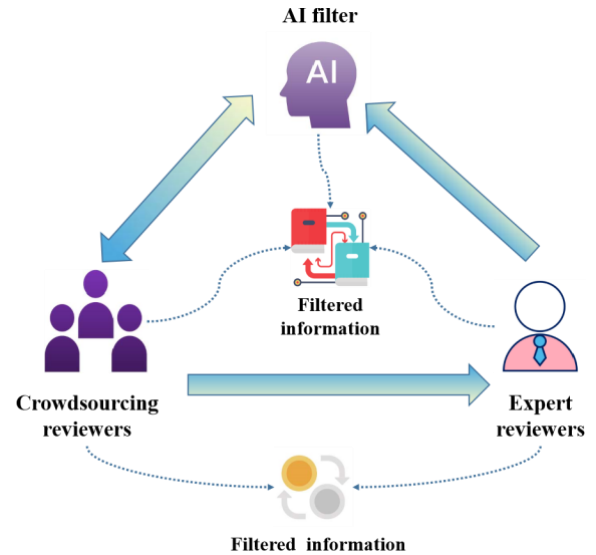 AI filter
AI
Filtered
information
Crowdsourcing
reviewers
Expert
reviewers
Filtered information